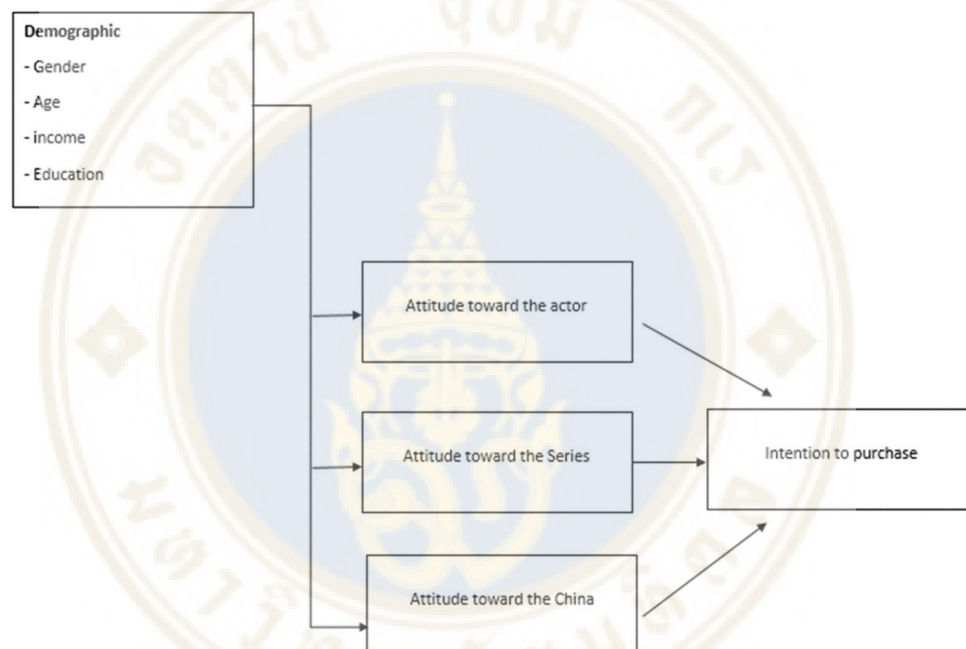 Demographic
- Gender
- Age
- income
- Education
Attitude toward the actor
Attitude toward the Series
Intention to purchase
Attitude toward the China